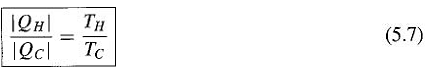 |Q_H| / |Q_C| = T_H / T_C (5.7)